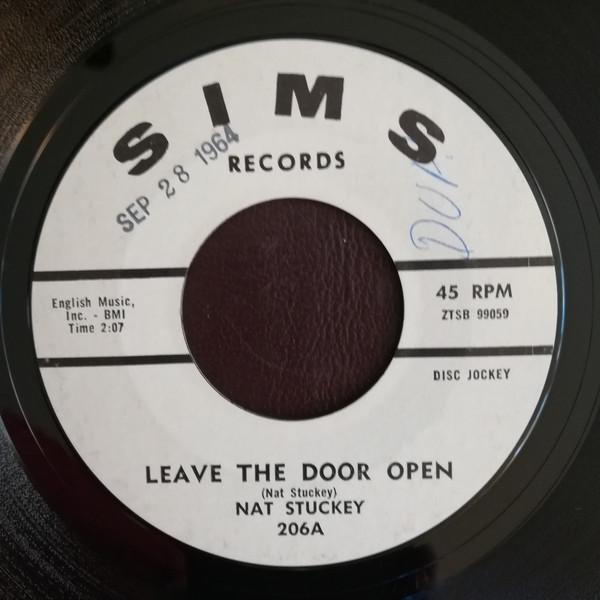 SIMS
RECORDS
SEP 28 1964
English Music,
Inc. - BMI
Time 2:07
45 RPM
ZTSB 99059
DISC JOCKEY
LEAVE THE DOOR OPEN
(Nat Stuckey)
NAT STUCKEY
206A